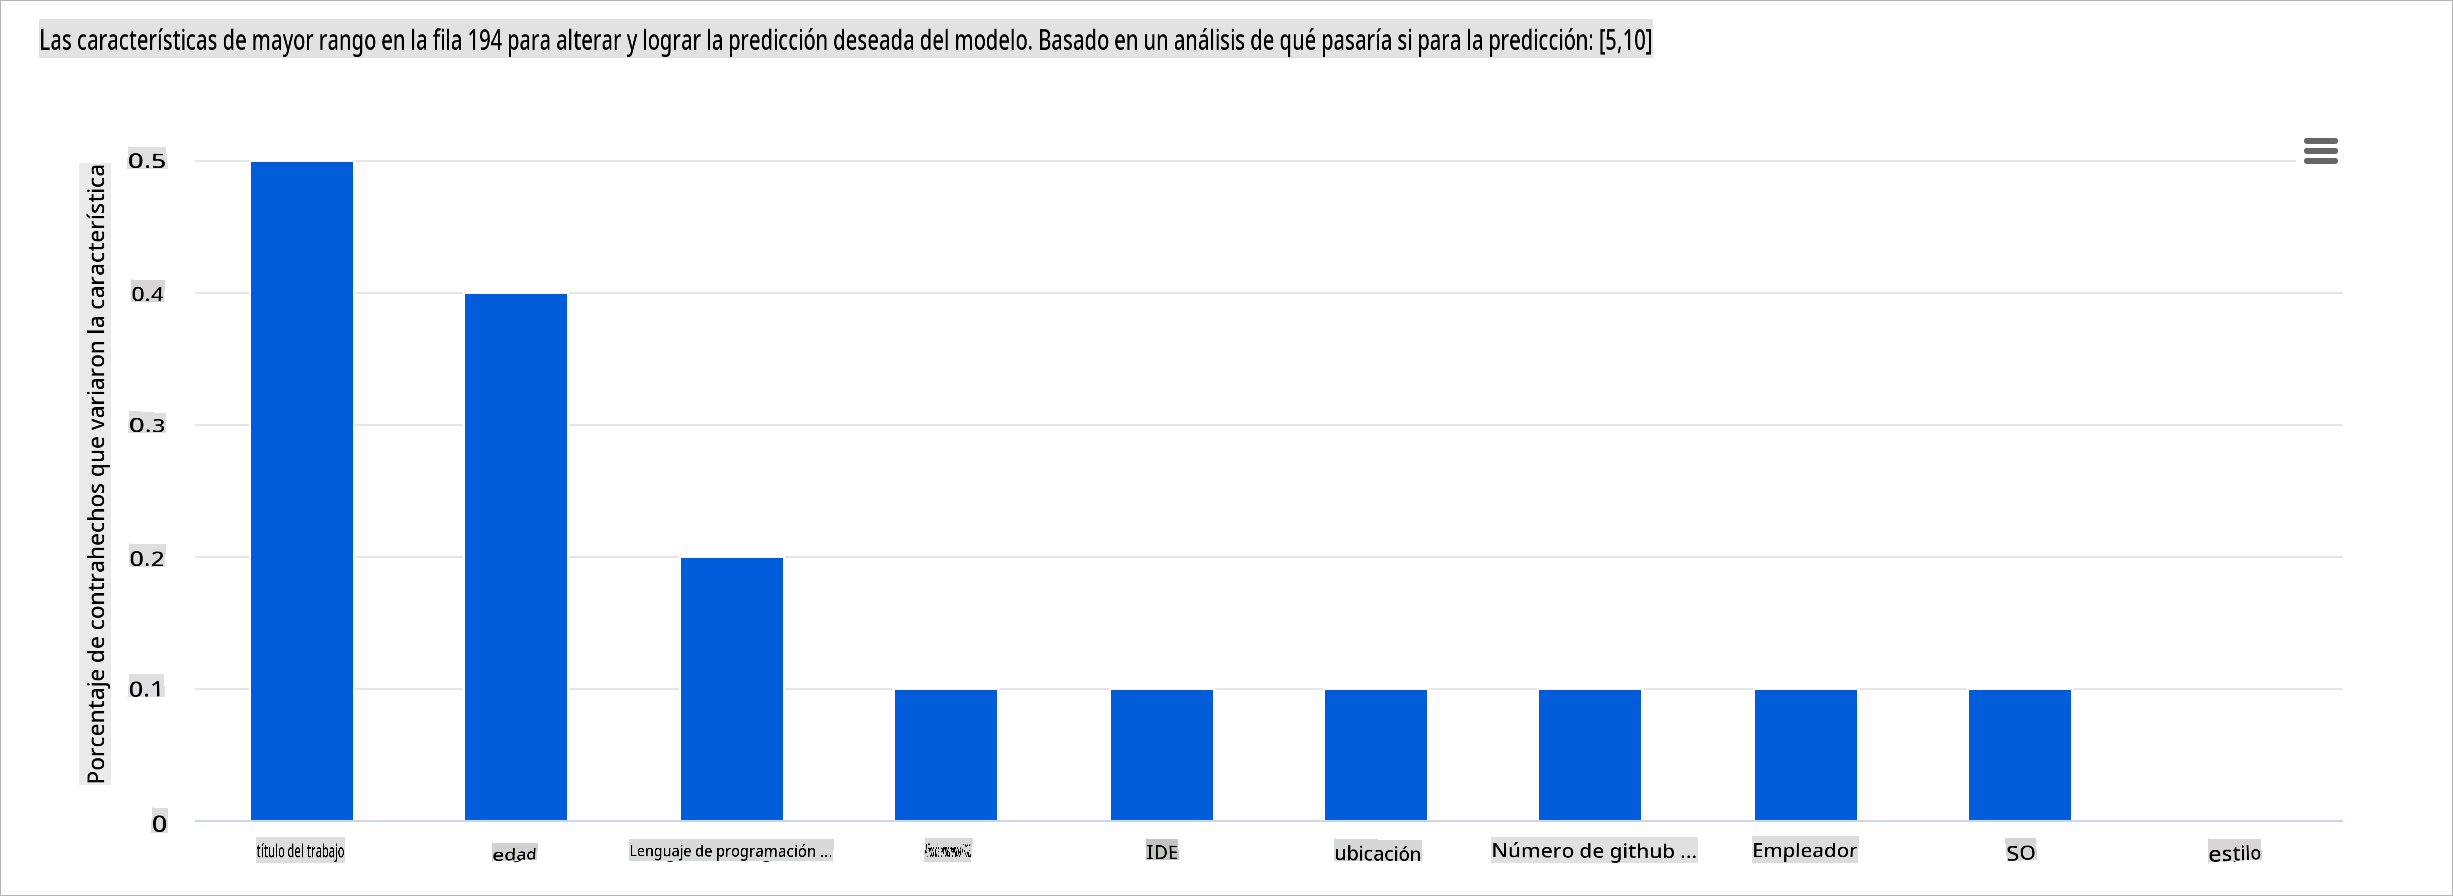 Las características de mayor rango en la fila 194 para alterar y lograr la predicción deseada del modelo. Basado en un análisis de qué pasaría si para la predicción: [5,10]
Porcentaje de contrahechos que variaron la característica
0.5
0.4
0.3
0.2
0.1
0
título del trabajo
edad
Lenguaje de programación ...
IDE
ubicación
Número de github ...
Empleador
SO
estilo